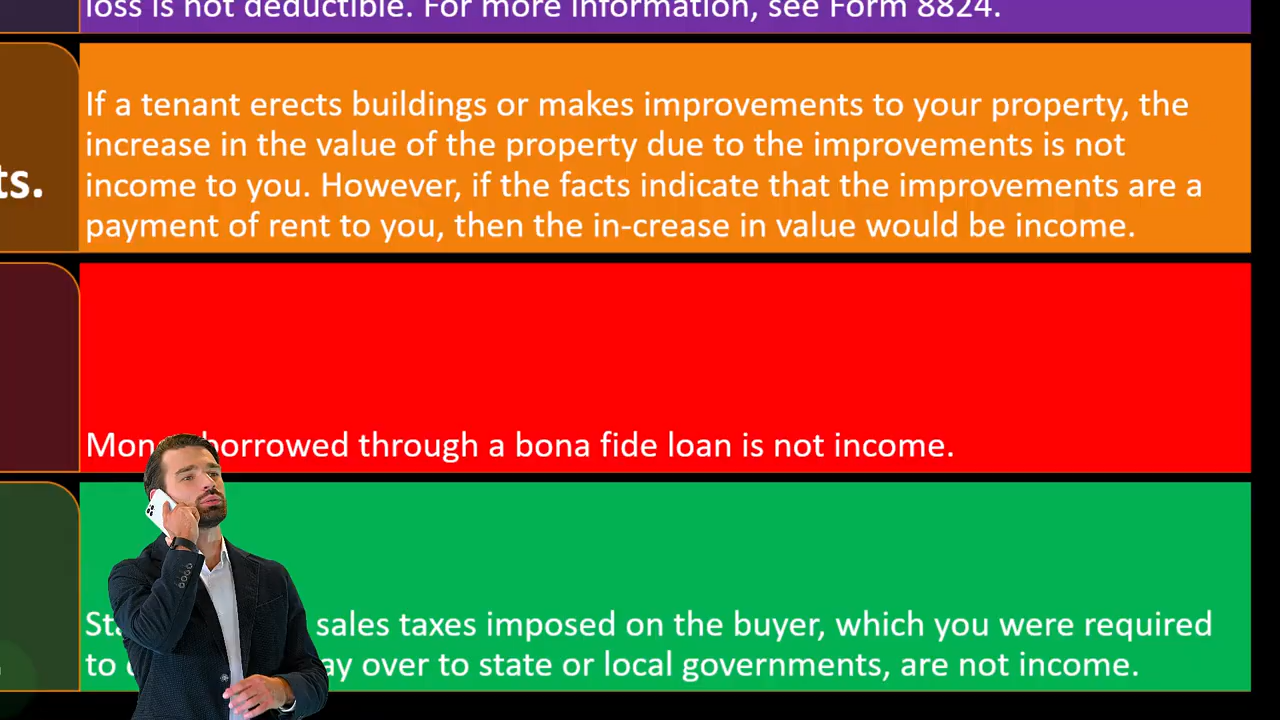 loss is not deductible. For more information, see Form 8824.
ts.
If a tenant erects buildings or makes improvements to your property, the
increase in the value of the property due to the improvements is not
income to you. However, if the facts indicate that the improvements are a
payment of rent to you, then the in-crease in value would be income.
borrowed through a bona fide loan is not income.
sales taxes imposed on the buyer, which you were required
to over to state or local governments, are not income.